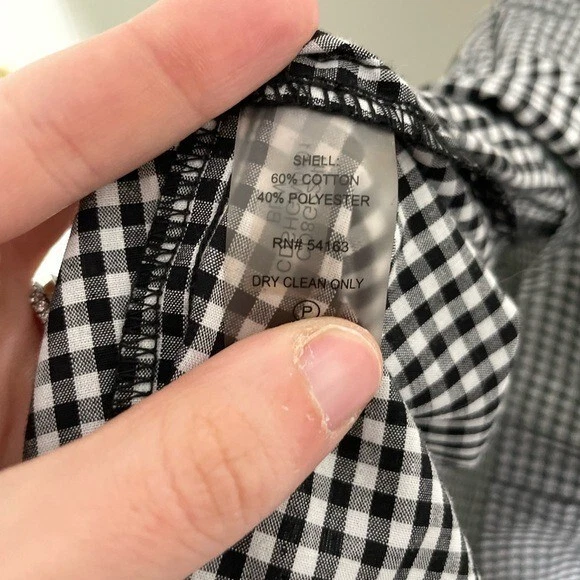 SHELL:
60% COTTON
40% POLYESTER
RN# 54163
DRY CLEAN ONLY
P